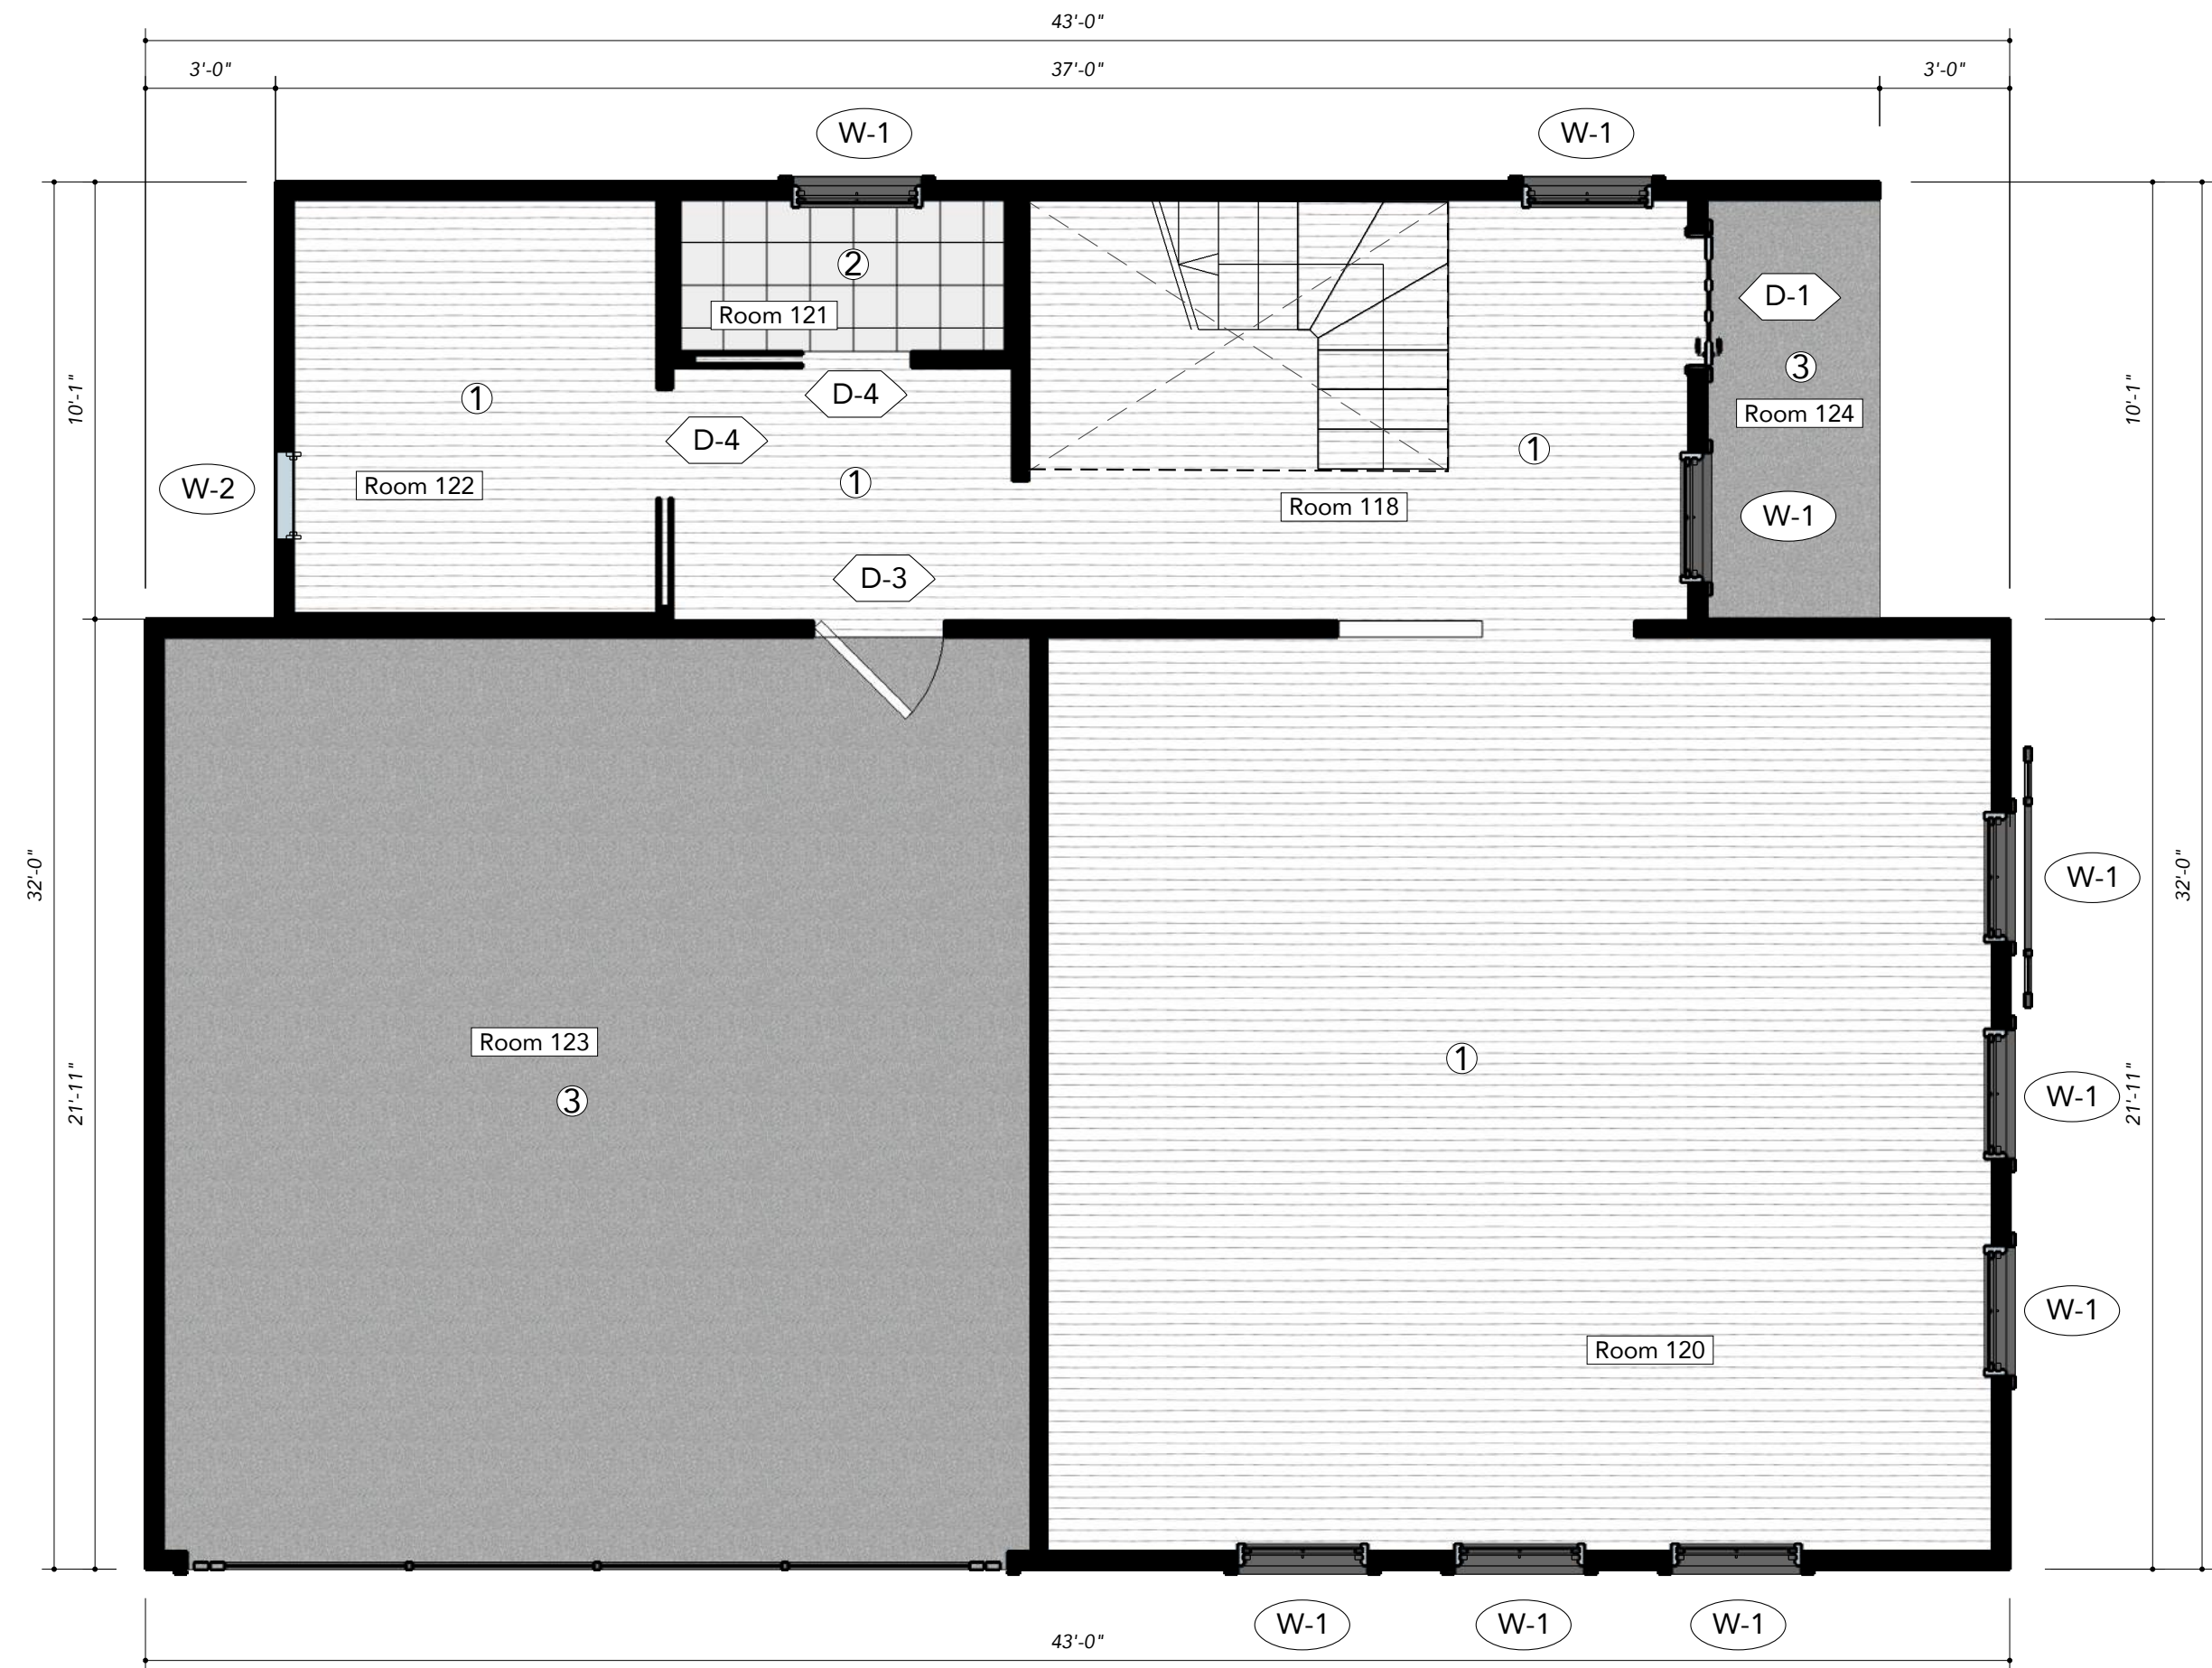 43'-0"
3'-0"
37'-0"
3'-0"
W-1
W-1
2
D-1
Room 121
3
10'-1"
1
D-4
10'-1"
Room 124
D-4
1
W-2
Room 122
1
Room 118
W-1
D-3
32'-0"
W-1
32'-0"
Room 123
1
21'-11"
3
W-1
21'-11"
W-1
Room 120
W-1
W-1
W-1
43'-0"